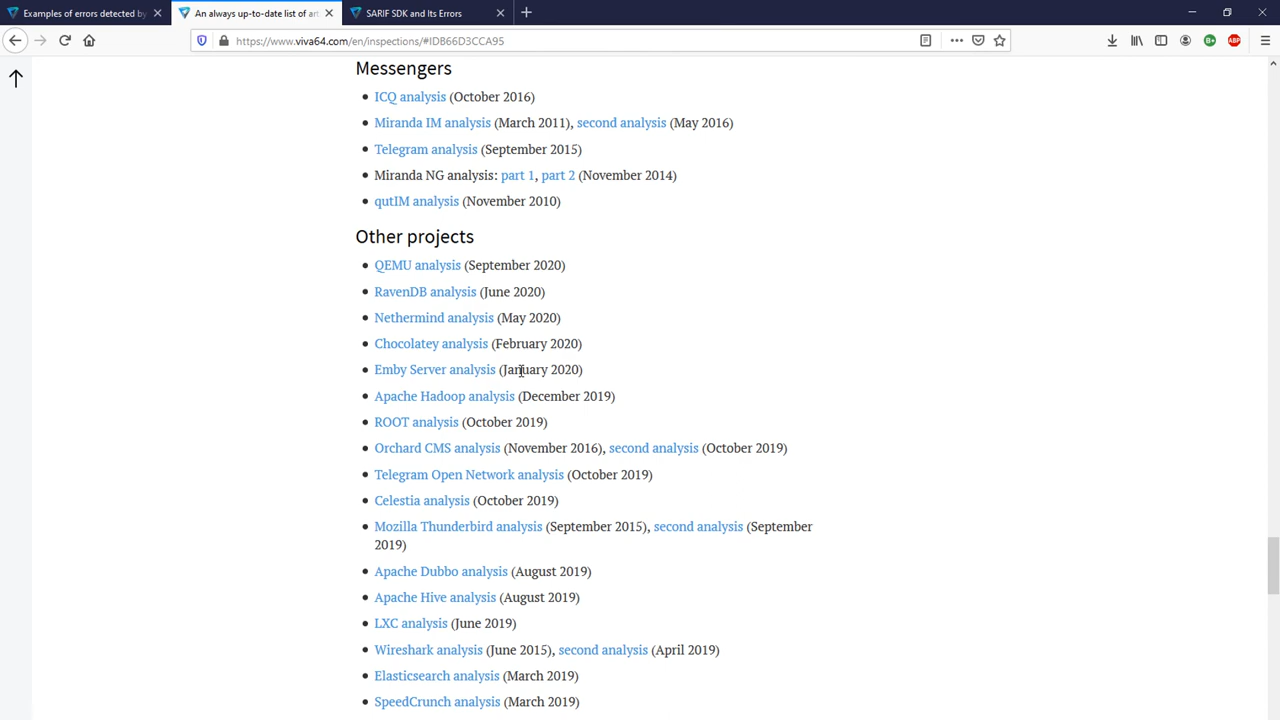 Examples of errors detected by
An always up-to-date list of art
SARIF SDK and Its Errors
https://www.viva64.com/en/inspections/#IDB66D3CCA95
Messengers
ICQ analysis (October 2016)
Miranda IM analysis (March 2011), second analysis (May 2016)
Telegram analysis (September 2015)
Miranda NG analysis: part 1, part 2 (November 2014)
qutIM analysis (November 2010)
Other projects
QEMU analysis (September 2020)
RavenDB analysis (June 2020)
Nethermind analysis (May 2020)
Chocolatey analysis (February 2020)
Emby Server analysis (January 2020)
Apache Hadoop analysis (December 2019)
ROOT analysis (October 2019)
Orchard CMS analysis (November 2016), second analysis (October 2019)
Telegram Open Network analysis (October 2019)
Celestia analysis (October 2019)
Mozilla Thunderbird analysis (September 2015), second analysis (September
2019)
Apache Dubbo analysis (August 2019)
Apache Hive analysis (August 2019)
LXC analysis (June 2019)
Wireshark analysis (June 2015), second analysis (April 2019)
Elasticsearch analysis (March 2019)
SpeedCrunch analysis (March 2019)